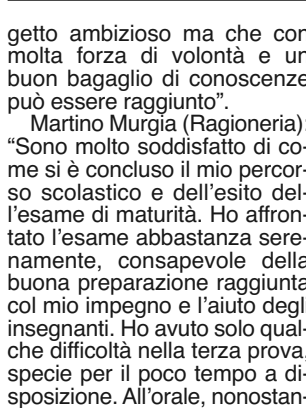 getto ambizioso ma che con
molta forza di volontà e un
buon bagaglio di conoscenze
può essere raggiunto”.
Martino Murgia (Ragioneria):
“Sono molto soddisfatto di co-
me si è concluso il mio percor-
so scolastico e dell’esito del-
l’esame di maturità. Ho affron-
tato l’esame abbastanza sere-
namente, consapevole della
buona preparazione raggiunta
col mio impegno e l’aiuto degli
insegnanti. Ho avuto solo qual-
che difficoltà nella terza prova,
specie per il poco tempo a di-
sposizione. All’orale, nonostan-